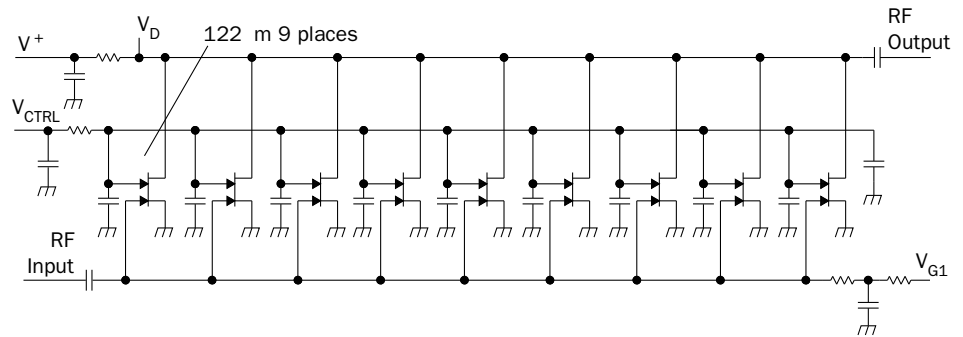 V+
VD
122 m 9 places
RF
Output
VCTRL
RF
Input
VG1